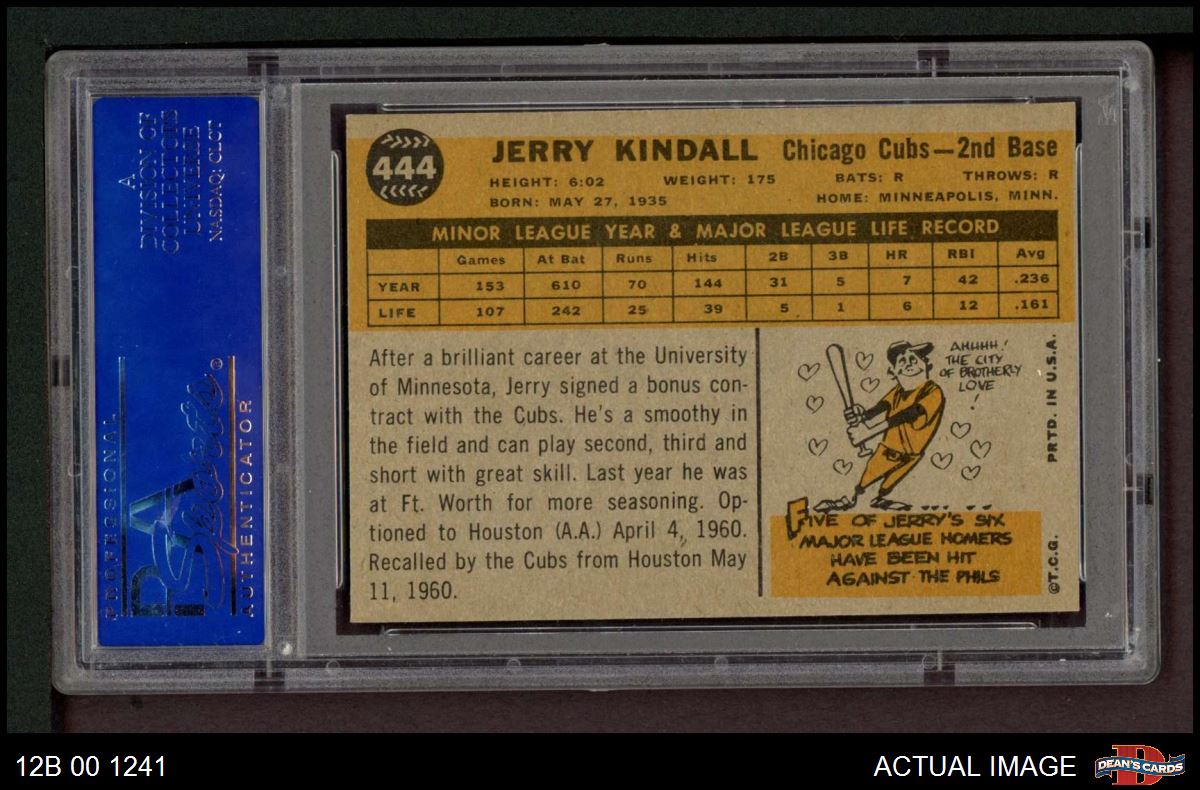 A
DIVISION OF
COLLECTORS
UNIVERSE
NASDAQ: CLCT
PROFESSIONAL
PSA
Sports
AUTHENTICATOR
444
JERRY KINDALL Chicago Cubs—2nd Base
HEIGHT: 6:02 WEIGHT: 175 BATS: R THROWS: R
BORN: MAY 27, 1935 HOME: MINNEAPOLIS, MINN.
MINOR LEAGUE YEAR & MAJOR LEAGUE LIFE RECORD
Games At Bat Runs Hits 2B 3B HR RBI Avg
YEAR 153 610 70 144 31 5 7 42 .236
LIFE 107 242 25 39 5 1 6 12 .161
After a brilliant career at the University
of Minnesota, Jerry signed a bonus con-
tract with the Cubs. He's a smoothy in
the field and can play second, third and
short with great skill. Last year he was
at Ft. Worth for more seasoning. Op-
tioned to Houston (A.A.) April 4, 1960.
Recalled by the Cubs from Houston May
11, 1960.
AHHHH!
THE CITY
OF BROTHERLY
LOVE
!
FIVE OF JERRY'S SIX
MAJOR LEAGUE HOMERS
HAVE BEEN HIT
AGAINST THE PHILS
©T.C.G. PRTD. IN U.S.A.
12B 00 1241
ACTUAL IMAGE
DEAN'S CARDS